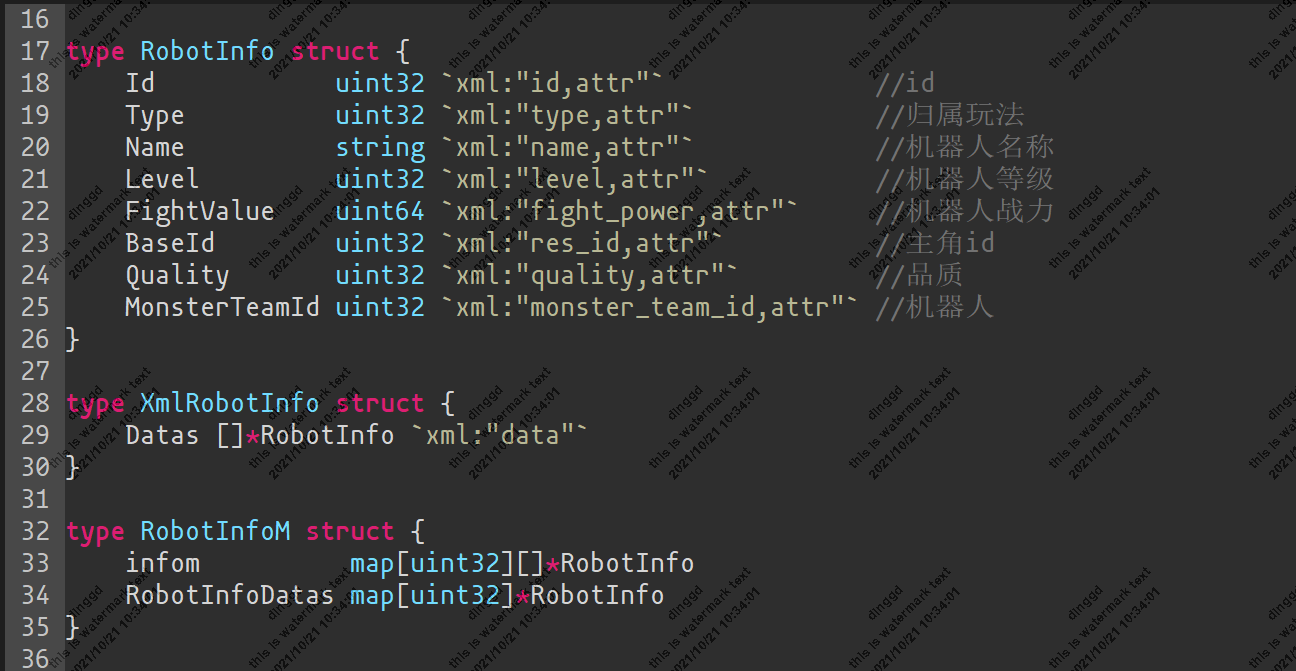 16
17 type RobotInfo struct {
18     Id            uint32 `xml:"id,attr"`              //id
19     Type          uint32 `xml:"type,attr"`            //归属玩法
20     Name          string `xml:"name,attr"`            //机器人名称
21     Level         uint32 `xml:"level,attr"`           //机器人等级
22     FightValue    uint64 `xml:"fight_power,attr"`     //机器人战力
23     BaseId        uint32 `xml:"res_id,attr"`          //主角id
24     Quality       uint32 `xml:"quality,attr"`         //品质
25     MonsterTeamId uint32 `xml:"monster_team_id,attr"` //机器人
26 }
27
28 type XmlRobotInfo struct {
29     Datas []*RobotInfo `xml:"data"`
30 }
31
32 type RobotInfoM struct {
33     infom          map[uint32][]*RobotInfo
34     RobotInfoDatas map[uint32]*RobotInfo
35 }
36
dinggd
this is watermark text
2021/10/21 10:34:01